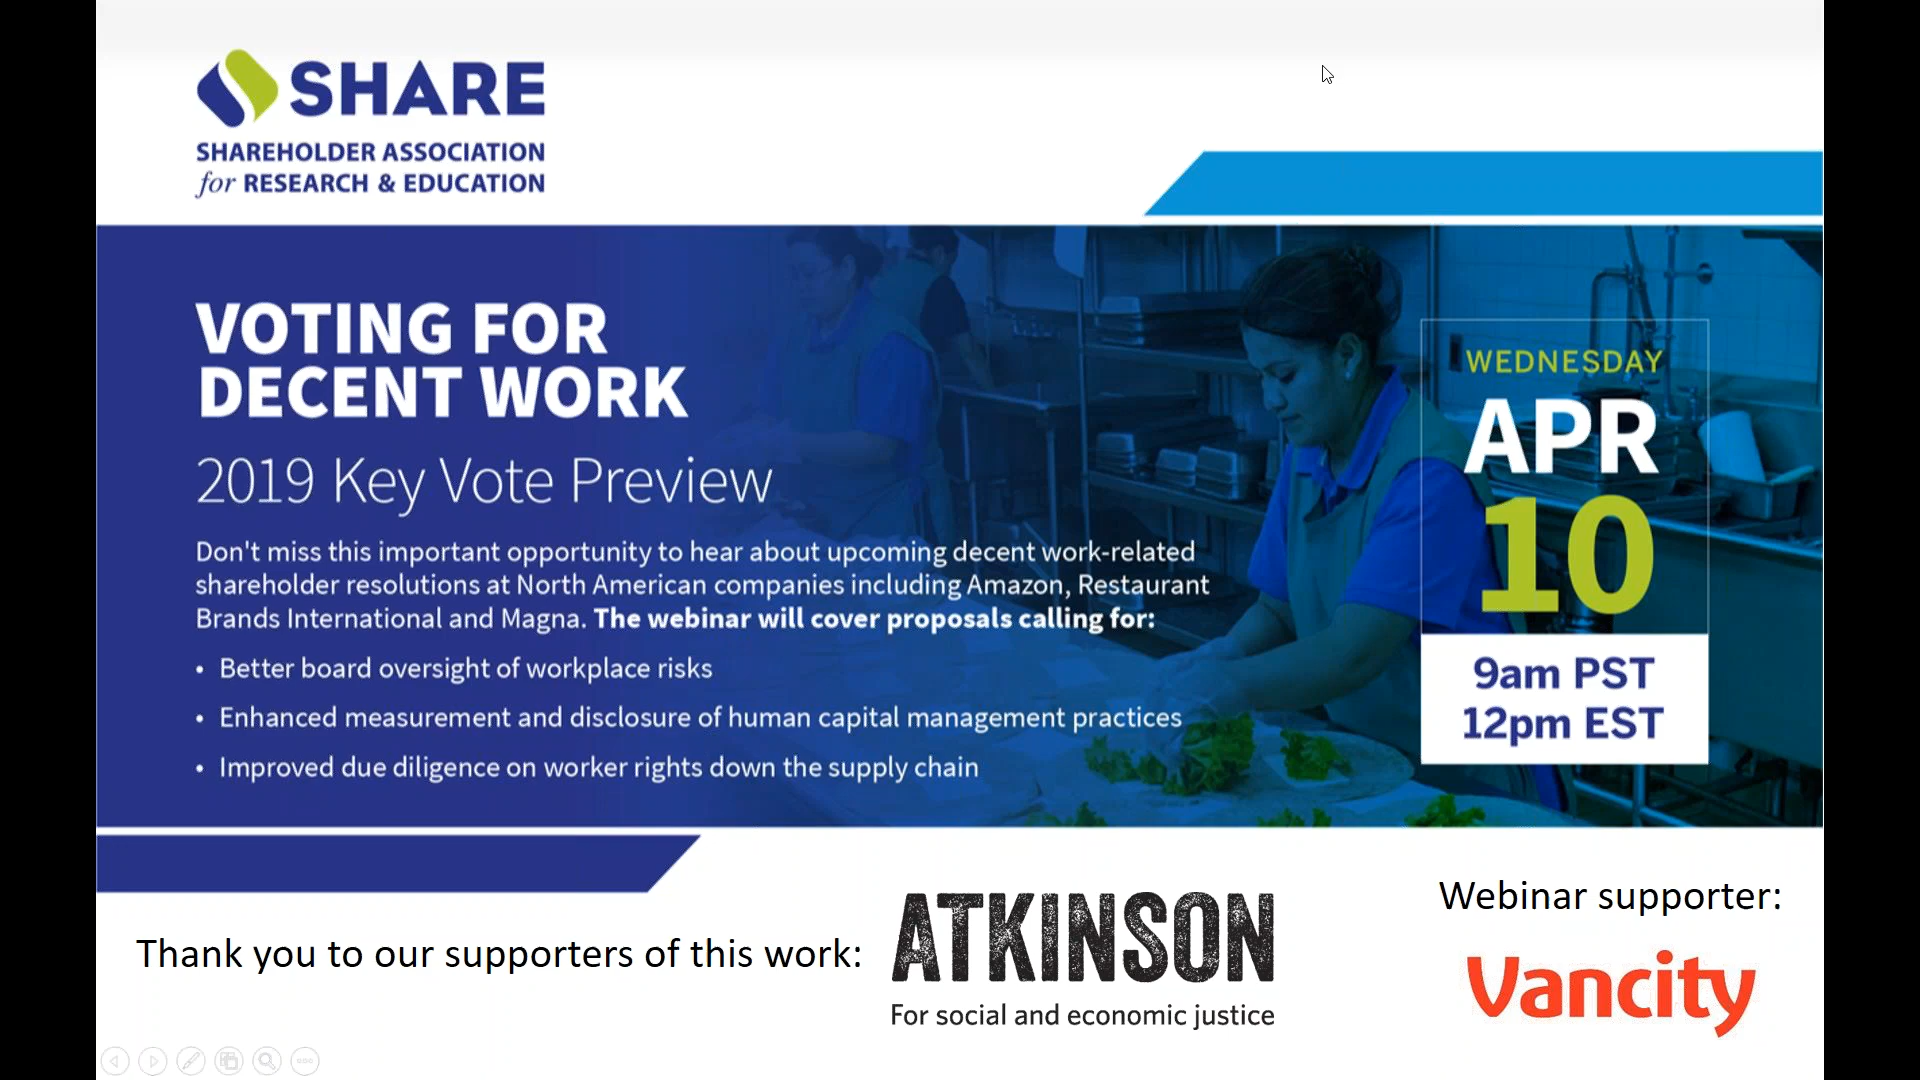 SHARE
SHAREHOLDER ASSOCIATION
for RESEARCH & EDUCATION
VOTING FOR
DECENT WORK
2019 Key Vote Preview
Don't miss this important opportunity to hear about upcoming decent work-related
shareholder resolutions at North American companies including Amazon, Restaurant
Brands International and Magna. The webinar will cover proposals calling for:
• Better board oversight of workplace risks
• Enhanced measurement and disclosure of human capital management practices
• Improved due diligence on worker rights down the supply chain
WEDNESDAY
APR
10
9am PST
12pm EST
Thank you to our supporters of this work:
ATKINSON
For social and economic justice
Webinar supporter:
Vancity